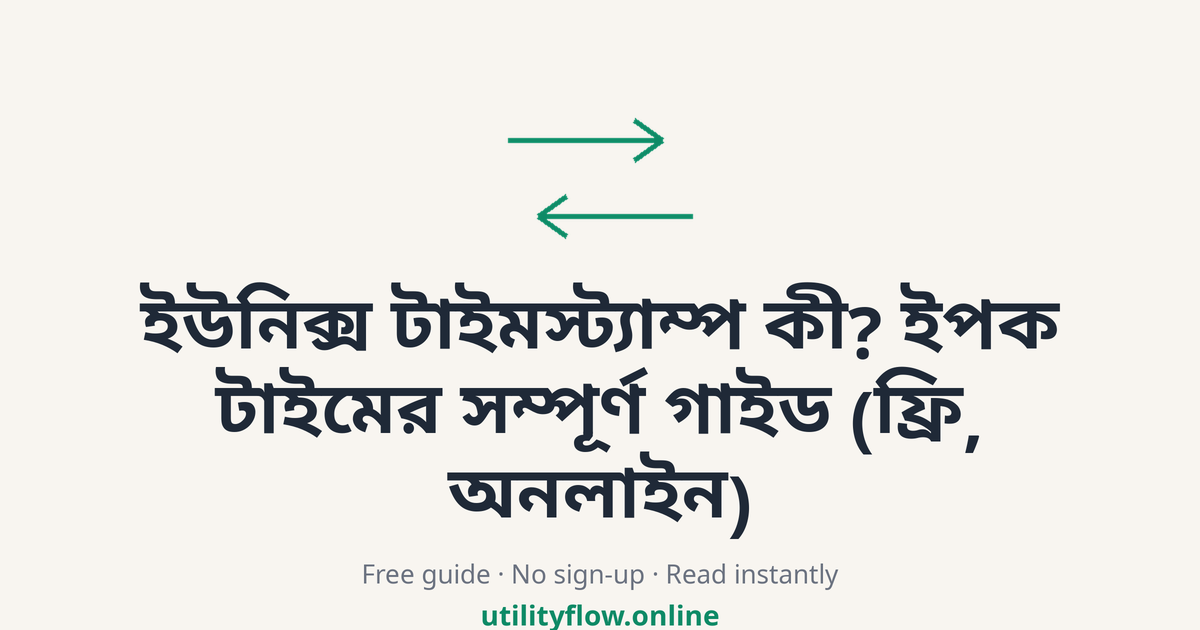 ইউনিক্স টাইমস্ট্যাম্প কী? ইপক
টাইমের সম্পূর্ণ গাইড (ফ্রি,
অনলাইন)
Free guide · No sign-up · Read instantly
utilityflow.online